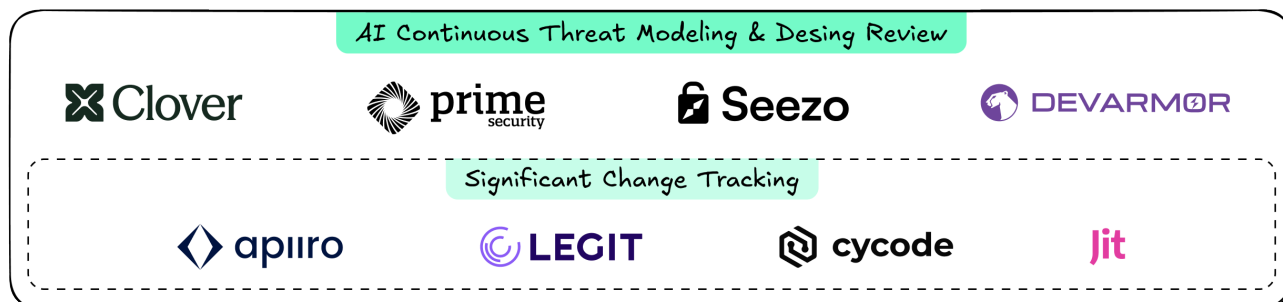 AI Continuous Threat Modeling & Desing Review
Clover
prime
security
Seezo
DEVARMOR
Significant Change Tracking
apiiro
LEGIT
cycode
Jit